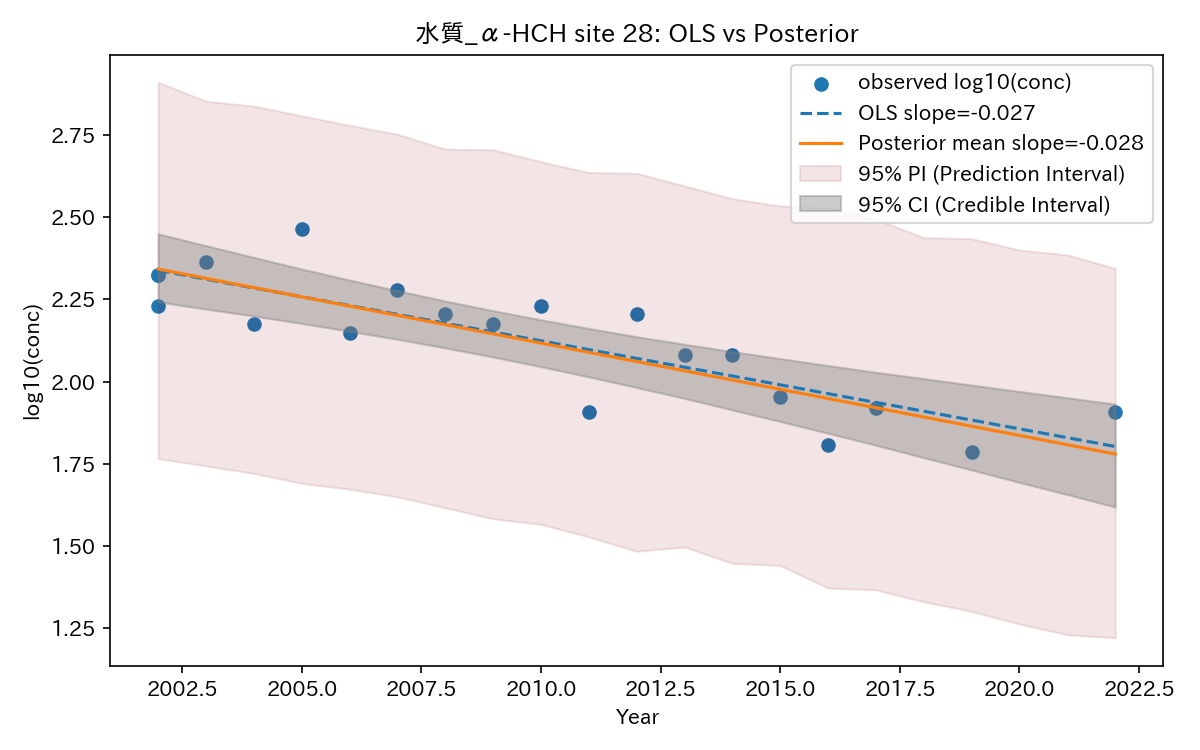 水質_α-HCH site 28: OLS vs Posterior
observed log10(conc)
OLS slope=-0.027
Posterior mean slope=-0.028
95% PI (Prediction Interval)
95% CI (Credible Interval)
log10(conc)
2.75
2.50
2.25
2.00
1.75
1.50
1.25
2002.5 2005.0 2007.5 2010.0 2012.5 2015.0 2017.5 2020.0 2022.5
Year